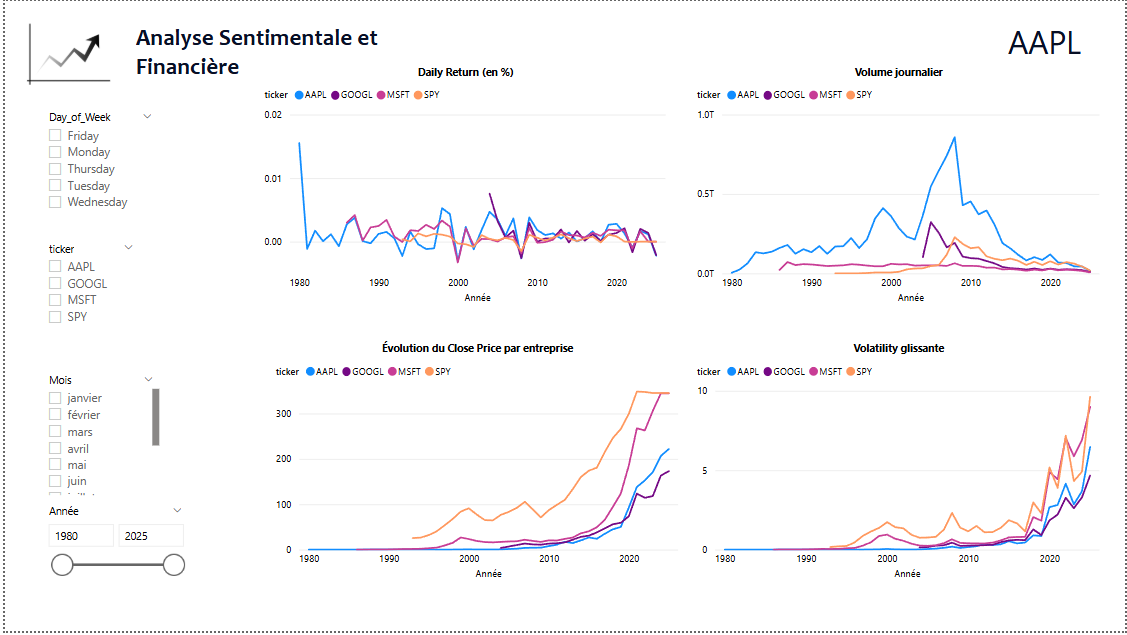 Analyse Sentimentale et
Financière
AAPL
Day_of_Week
Friday
Monday
Thursday
Tuesday
Wednesday
ticker
AAPL
GOOGL
MSFT
SPY
Mois
janvier
février
mars
avril
mai
juin
Année
1980 2025
Daily Return (en %)
ticker AAPL GOOGL MSFT SPY
0.02
0.01
0.00
1980 1990 2000 2010 2020
Année
Volume journalier
ticker AAPL GOOGL MSFT SPY
1.0T
0.5T
0.0T
1980 1990 2000 2010 2020
Année
Évolution du Close Price par entreprise
ticker AAPL GOOGL MSFT SPY
300
200
100
0
1980 1990 2000 2010 2020
Année
Volatility glissante
ticker AAPL GOOGL MSFT SPY
10
5
0
1980 1990 2000 2010 2020
Année